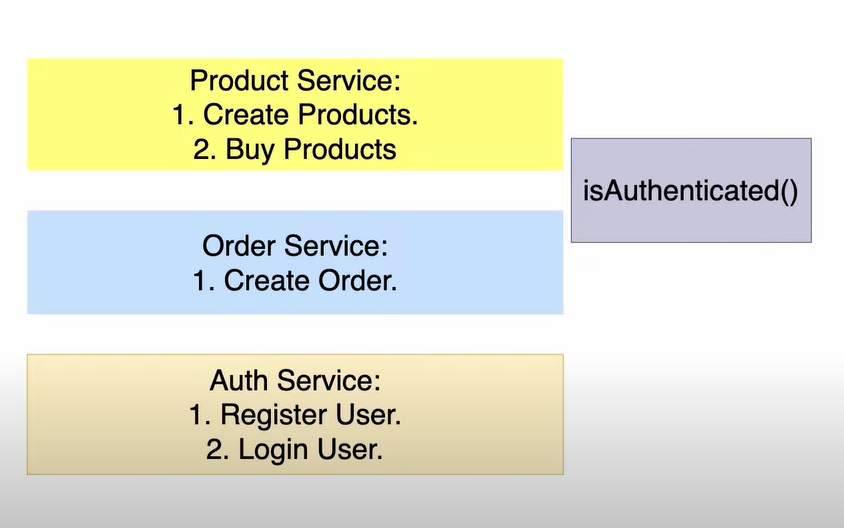 Product Service:
1. Create Products.
2. Buy Products
isAuthenticated()
Order Service:
1. Create Order.
Auth Service:
1. Register User.
2. Login User.